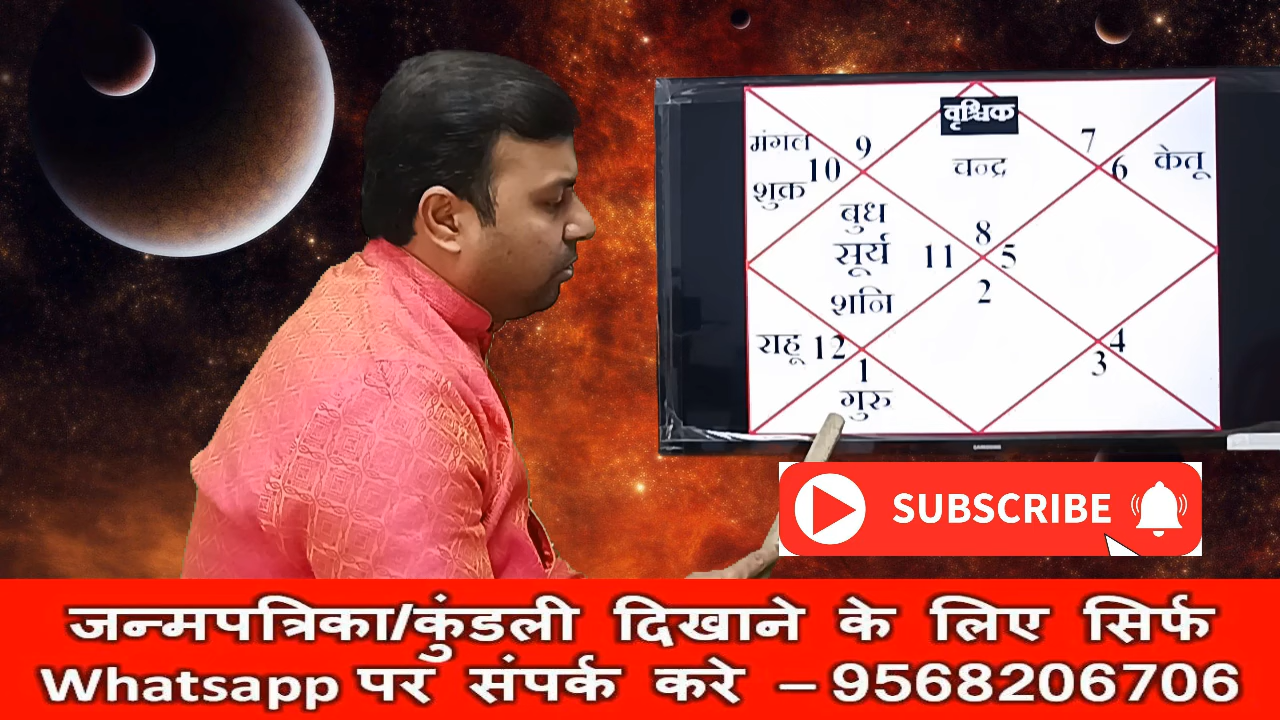 वृश्चिक
मंगल
9
7
10
चन्द्र
6
केतू
शुक्र
बुध
8
सूर्य
11
5
शनि
2
राहू
12
4
1
3
गुरु
SAMSUNG
SUBSCRIBE
जन्मपत्रिका/कुंडली दिखाने के लिए सिर्फ
Whatsapp पर संपर्क करे – 9568206706